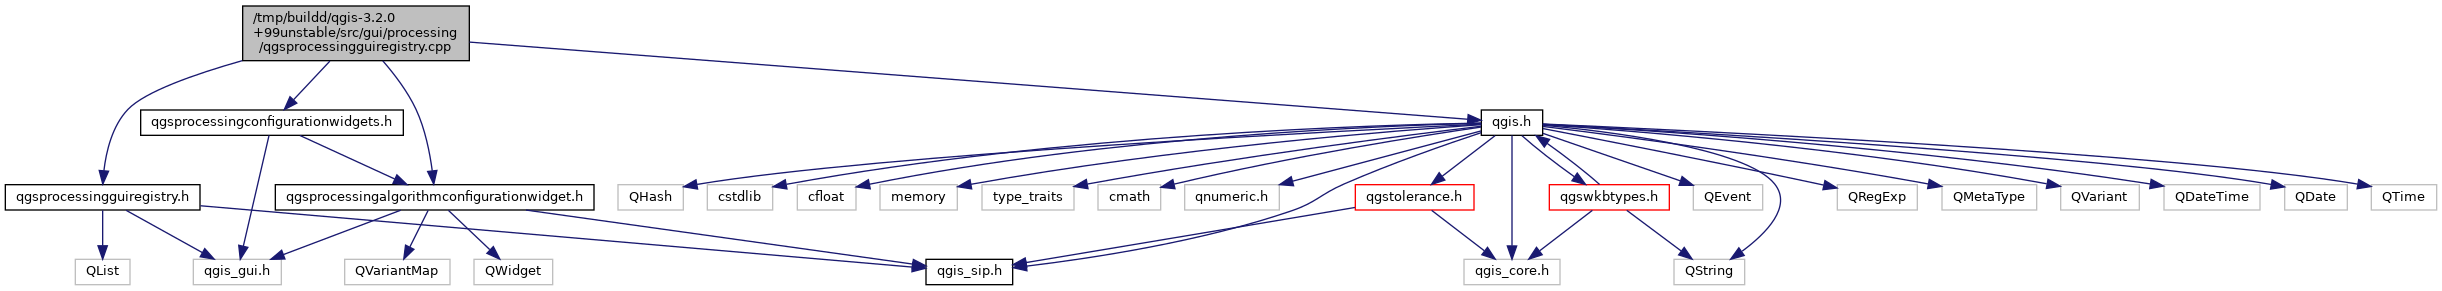 /tmp/buildd/qgis-3.2.0
+99unstable/src/gui/processing
/qgsprocessingguiregistry.cpp
qgsprocessingconfigurationwidgets.h
qgis.h
qgsprocessingguiregistry.h
qgsprocessingalgorithmconfigurationwidget.h
QHash
cstdlib
cfloat
memory
type_traits
cmath
qnumeric.h
qgstolerance.h
qgswkbtypes.h
QEvent
QRegExp
QMetaType
QVariant
QDateTime
QDate
QTime
QList
qgis_gui.h
QVariantMap
QWidget
qgis_sip.h
qgis_core.h
QString